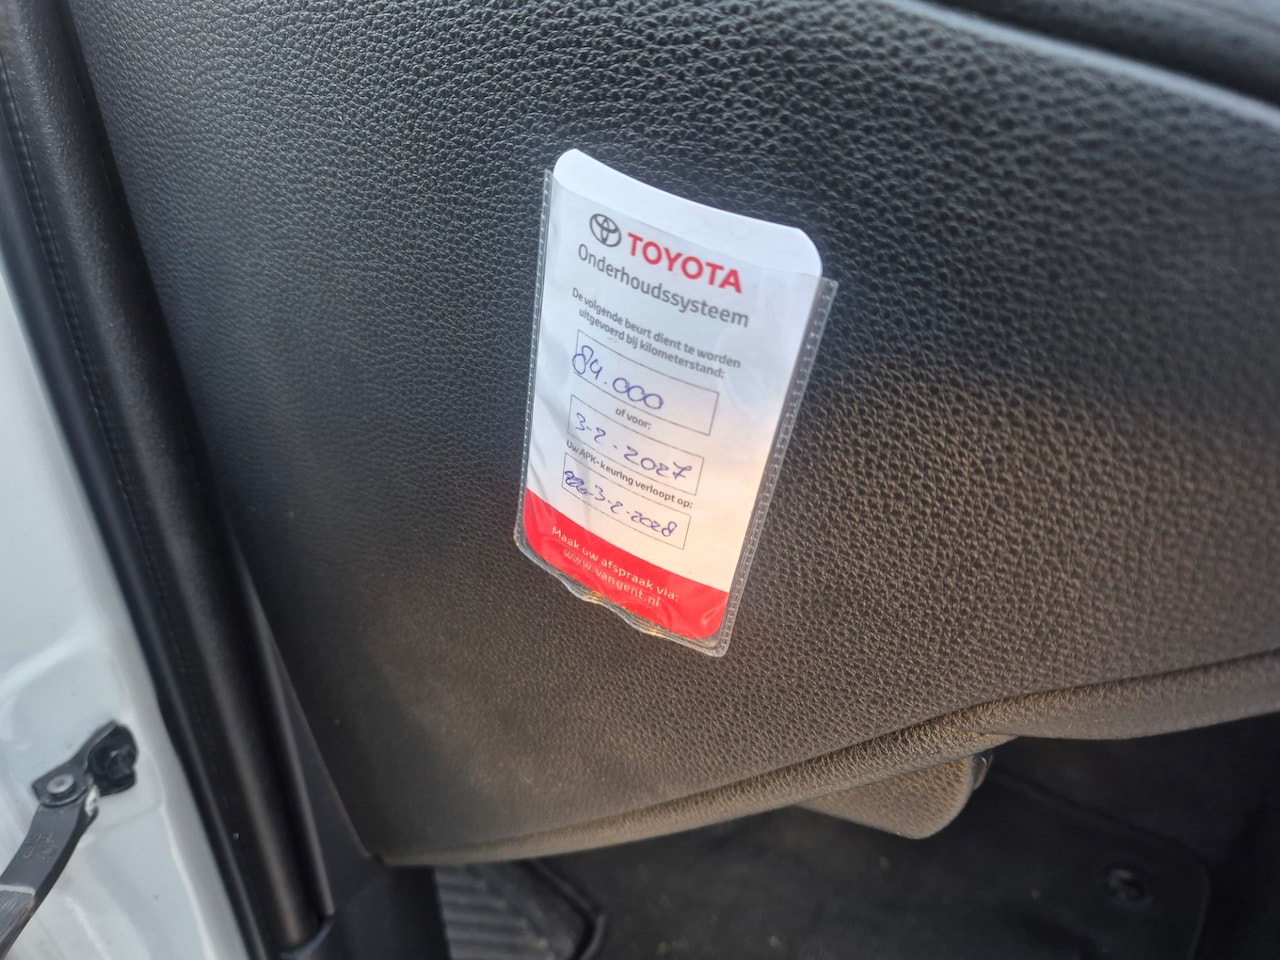 TOYOTA
Onderhoudssysteem
De volgende beurt dient te worden
uitgevoerd bij kilometerstand:
84.000
of voor:
3-2-2027
Uw APK-keuring verloopt op:
3-2-2028
Maak uw afspraak via:
www.vangent.nl